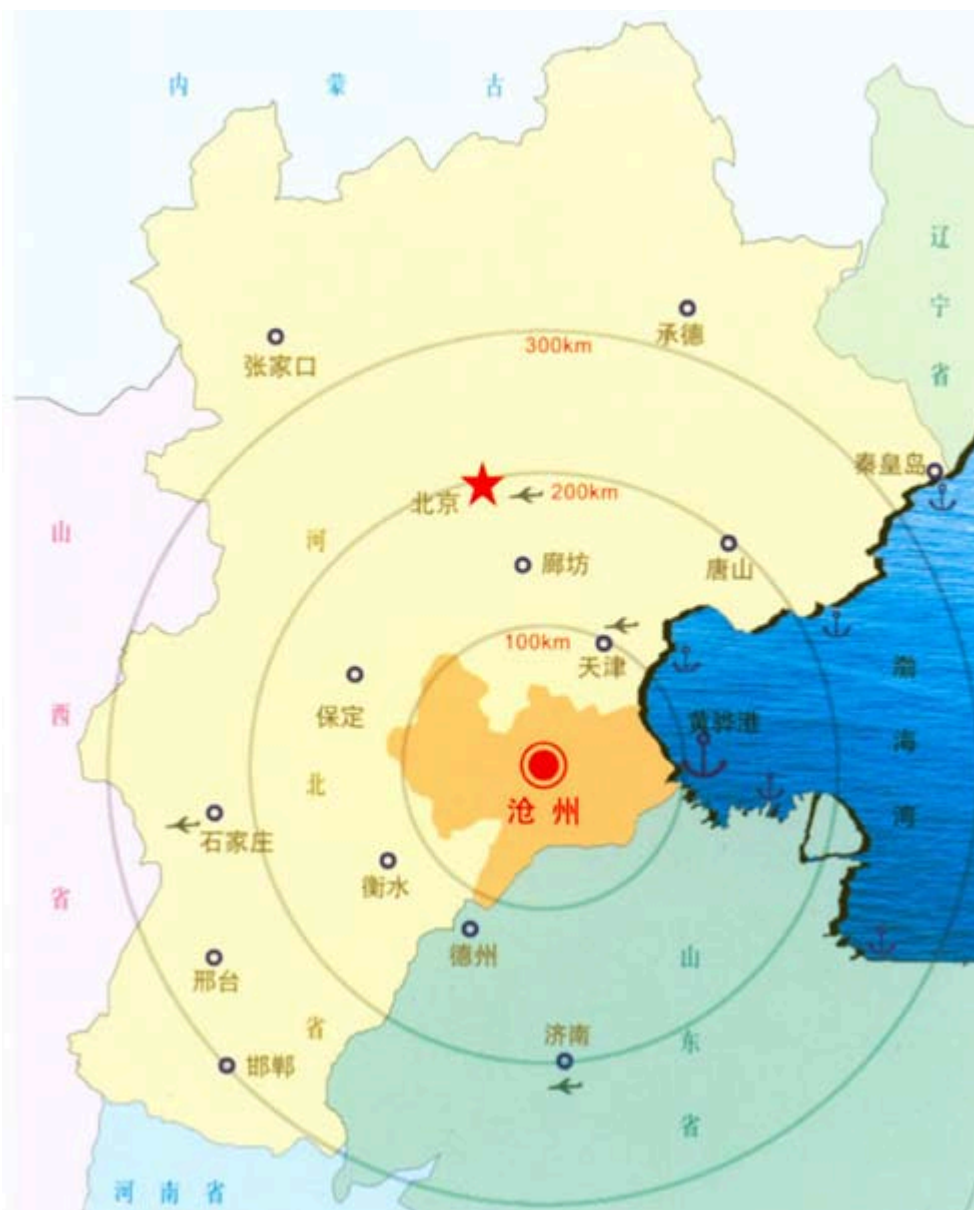 内蒙古
辽宁省
承德
300km
张家口
秦皇岛
北京
200km
山西省
河北省
廊坊
唐山
100km
天津
渤海湾
保定
黄骅港
沧州
石家庄
衡水
德州
山东省
邢台
济南
邯郸
河南省